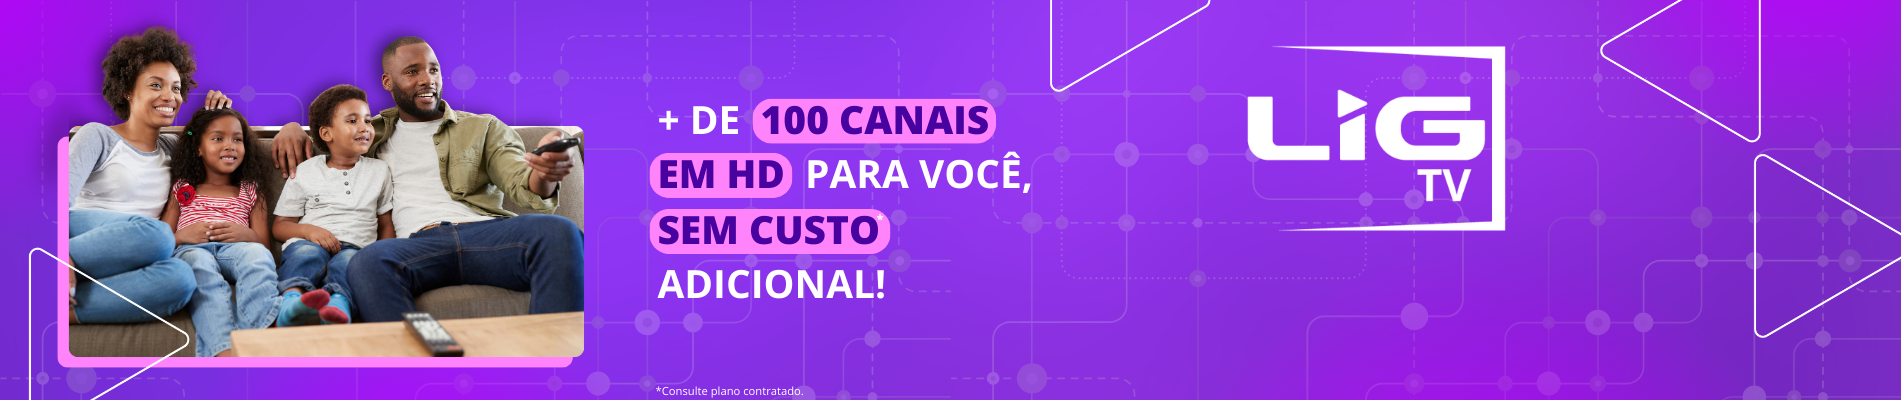 + DE 100 CANAIS
EM HD PARA VOCÊ,
SEM CUSTO*
ADICIONAL!
*Consulte plano contratado.
LiG
TV